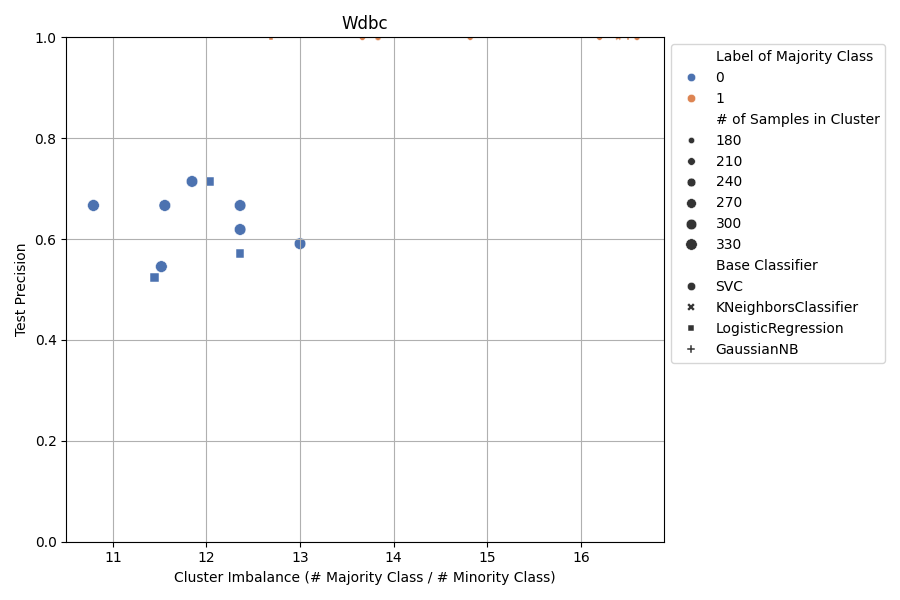 Wdbc
1.0
0.8
0.6
0.4
0.2
0.0
Test Precision
11
12
13
14
15
16
Cluster Imbalance (# Majority Class / # Minority Class)
Label of Majority Class
0
1
# of Samples in Cluster
180
210
240
270
300
330
Base Classifier
SVC
KNeighborsClassifier
LogisticRegression
GaussianNB